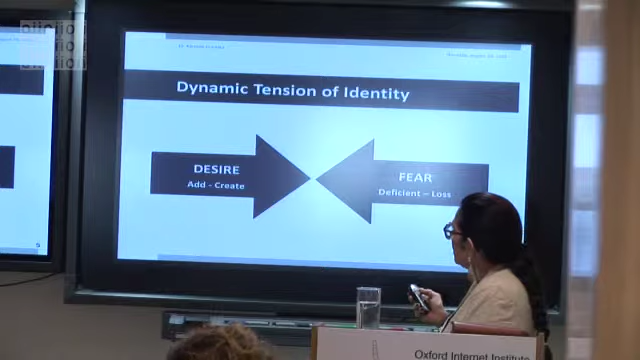 Dynamic Tension of Identity
DESIRE
Add - Create
FEAR
Deficient – Loss
Oxford Internet Institute